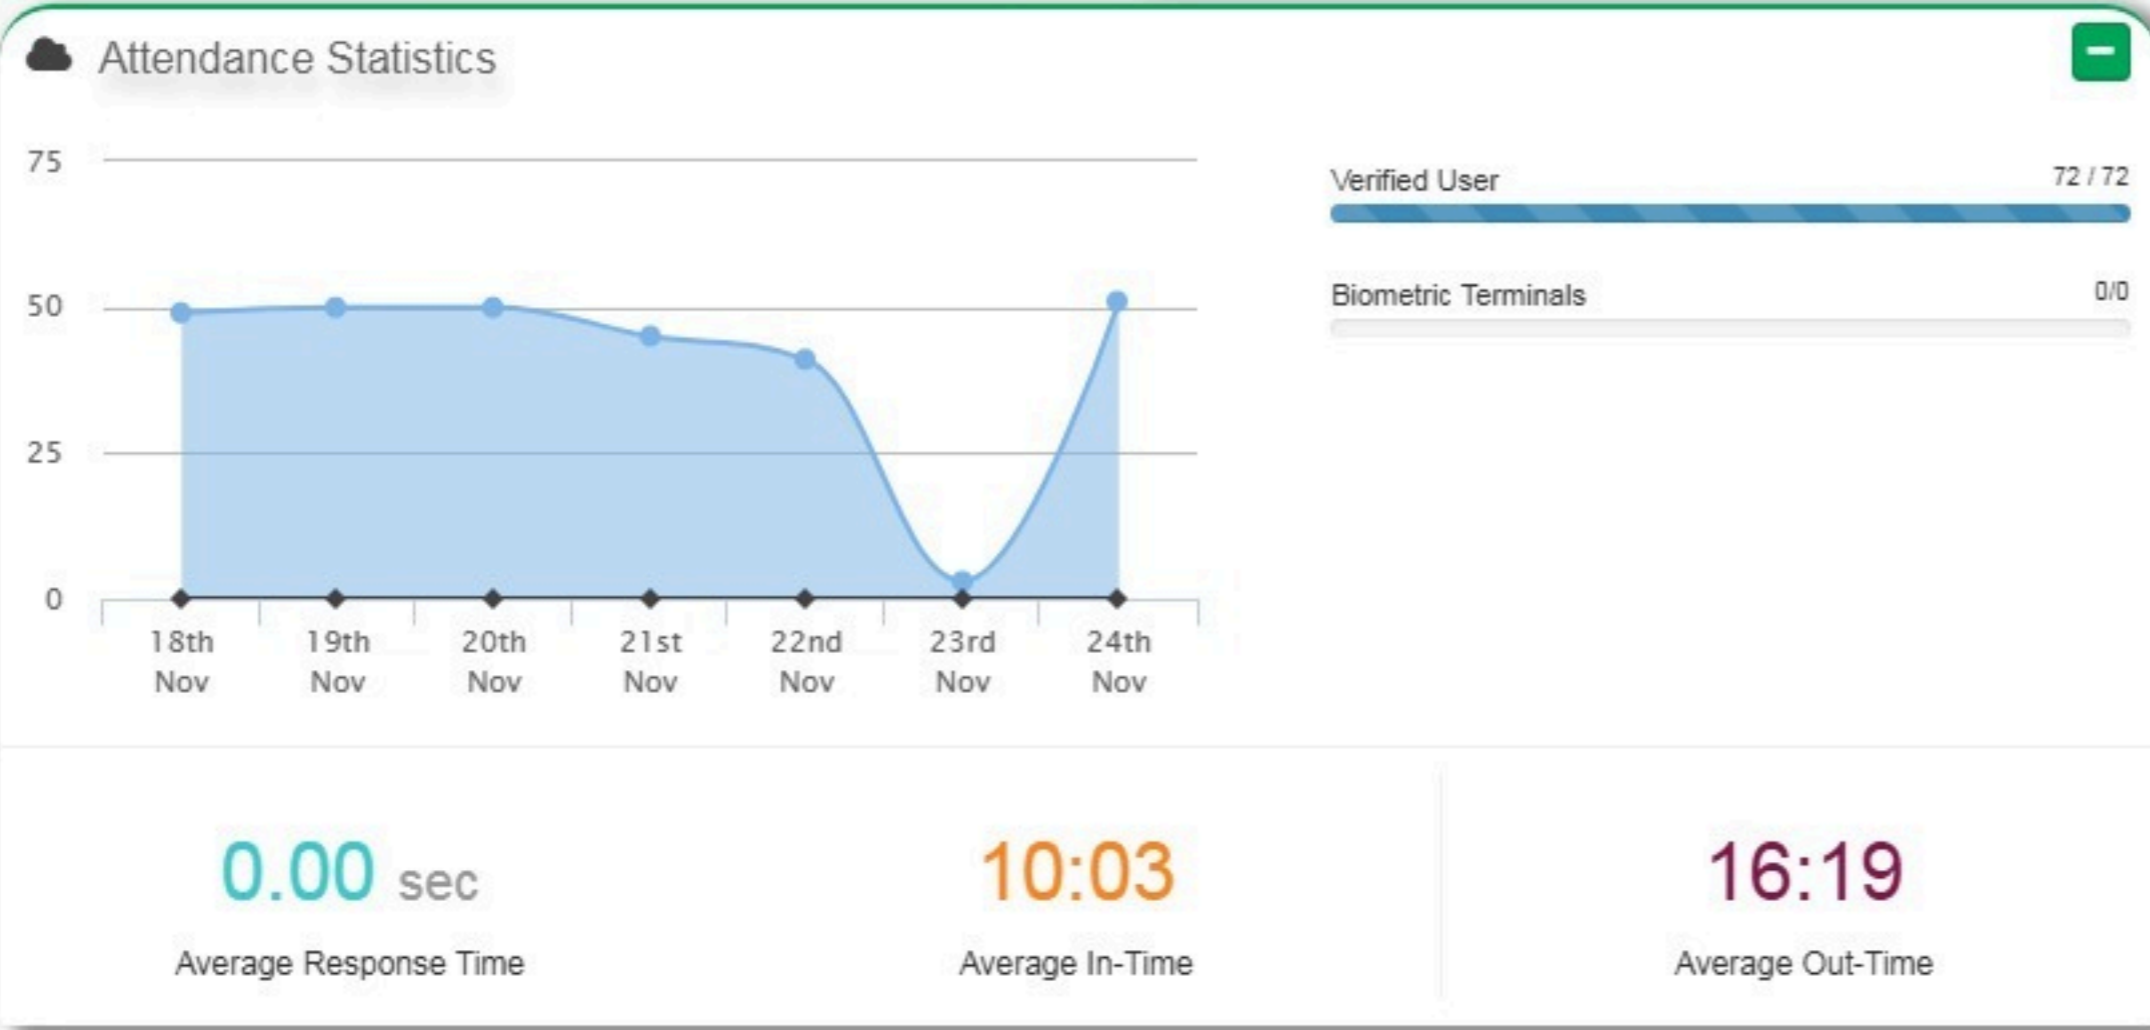 Attendance Statistics
75
50
25
0
18th Nov
19th Nov
20th Nov
21st Nov
22nd Nov
23rd Nov
24th Nov
Verified User 72 / 72
Biometric Terminals 0/0
0.00 sec
Average Response Time
10:03
Average In-Time
16:19
Average Out-Time